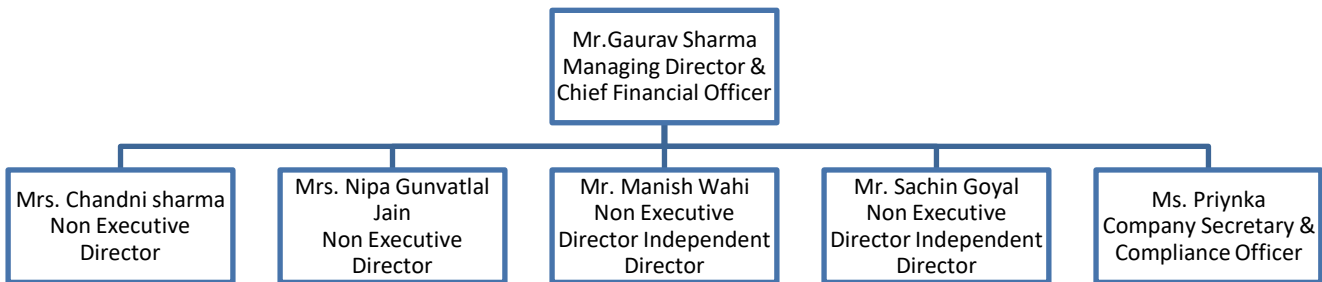 Mr.Gaurav Sharma
Managing Director &
Chief Financial Officer
Mrs. Chandni sharma
Non Executive
Director
Mrs. Nipa Gunvatlal
Jain
Non Executive
Director
Mr. Manish Wahi
Non Executive
Director Independent
Director
Mr. Sachin Goyal
Non Executive
Director Independent
Director
Ms. Priynka
Company Secretary &
Compliance Officer